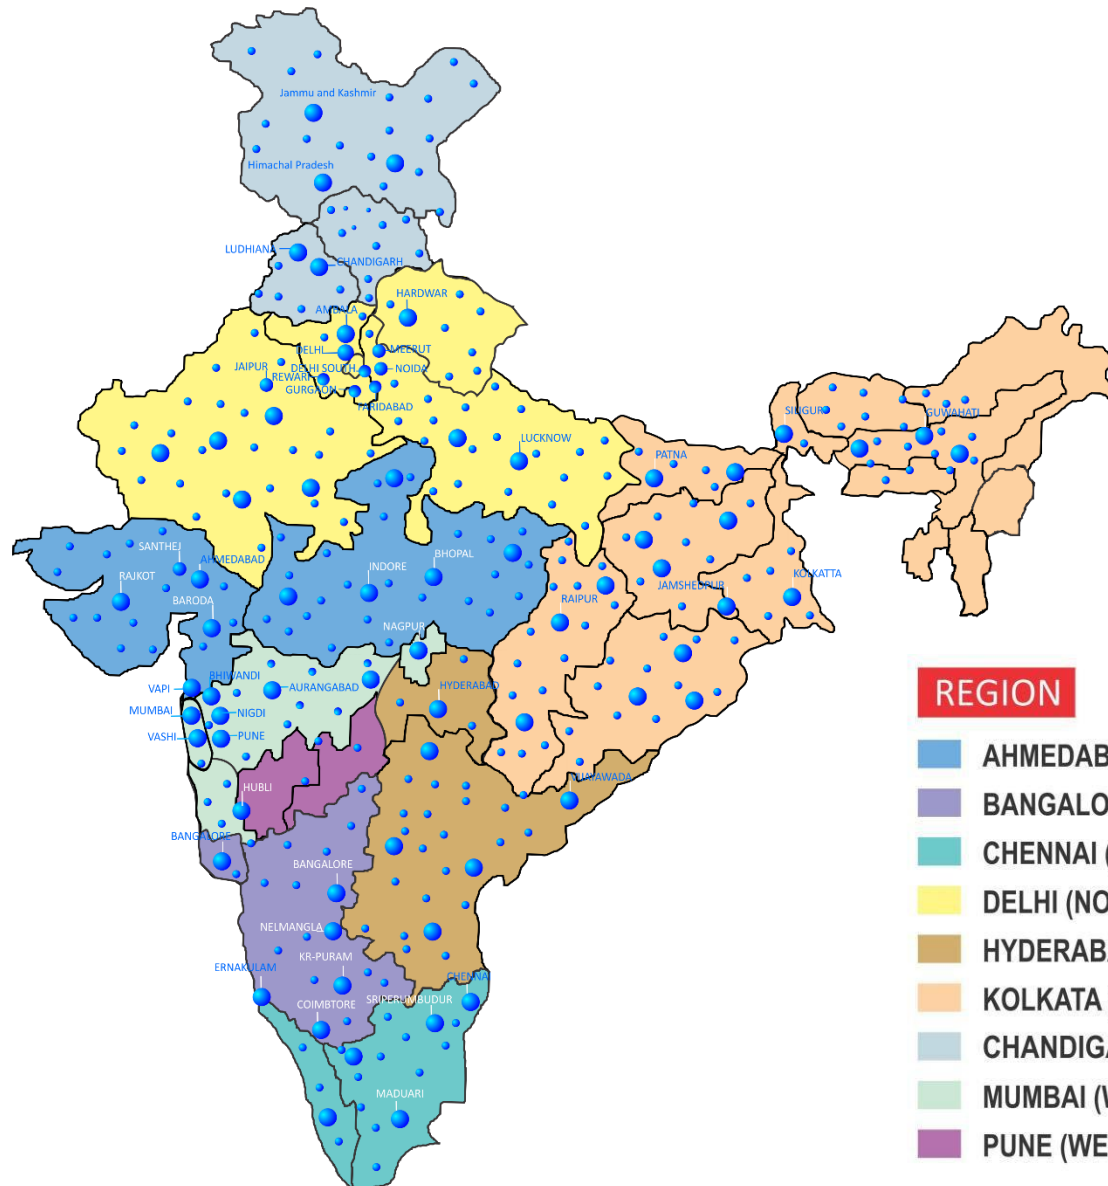 Jammu and Kashmir
Himachal Pradesh
LUDHIANA
CHANDIGARH
HARDWAR
AMBALA
DELHI
MEERUT
JAIPUR
DELHI SOUTH
NOIDA
REWARI
GURGAON
FARIDABAD
SILIGURI
GUWAHATI
LUCKNOW
PATNA
SANTHEJ
AHMEDABAD
BHOPAL
RAJKOT
INDORE
KOLKATTA
BARODA
RAIPUR
JAMSHEDPUR
NAGPUR
BHIWANDI
VAPI
AURANGABAD
HYDERABAD
MUMBAI
NIGDI
VASHI
PUNE
HUBLI
VIJAYAWADA
BANGALORE
BANGALORE
NELMANGLA
KR-PURAM
ERNAKULAM
CHENNA
COIMBTORE
SRIPERUMBUDUR
MADUARI
REGION
AHMEDAB
BANGALO
CHENNAI (
DELHI (NO
HYDERABA
KOLKATA
CHANDIGA
MUMBAI (W
PUNE (WE